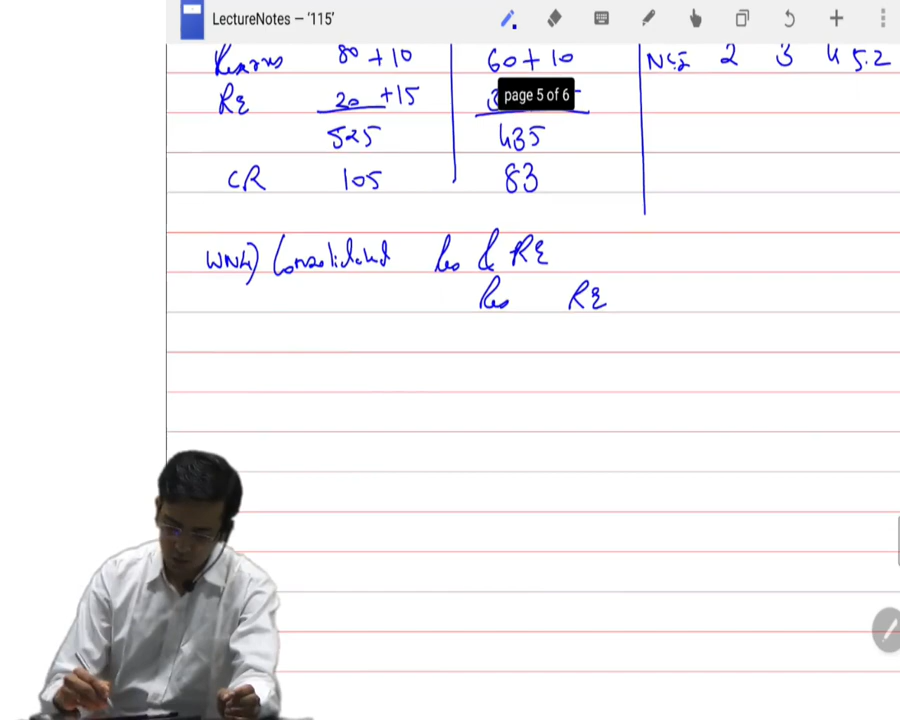 LectureNotes – ‘115’
Reserves 80 + 10 60 + 10 NCI 2 3 4 5.2
RE 20 +15
page 5 of 6
525 435
CR 105 83
WN4) Consolidated Res & RE
Res RE